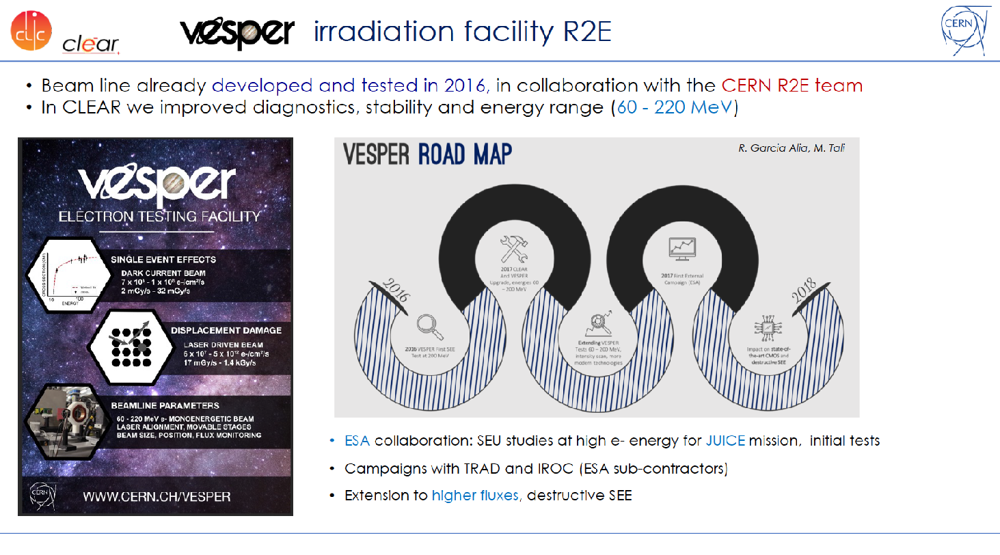 CLIC clear vesper irradiation facility R2E CERN
• Beam line already developed and tested in 2016, in collaboration with the CERN R2E team
• In CLEAR we improved diagnostics, stability and energy range (60 - 220 MeV)
vesper
ELECTRON TESTING FACILITY
SINGLE EVENT EFFECTS
DARK CURRENT BEAM
2 mGy/s - 32 mGy/s
CROSS SECTION (CM²)
10 100
ENERGY
DISPLACEMENT DAMAGE
LASER DRIVEN BEAM
6 x 10⁷ - 5 x 10¹² e-/cm²/s
17 mGy/s - 1.4 kGy/s
BEAMLINE PARAMETERS
60 - 220 MeV e- MONOENERGETIC BEAM
LASER ALIGNMENT, MOVABLE STAGES
BEAM SIZE, POSITION, FLUX MONITORING
CERN
WWW.CERN.CH/VESPER
VESPER ROAD MAP
R. Garcia Alia, M. Tali
2016
2016 VESPER First SEE
Test at 200 MeV
2017 CLEAR
And VESPER
Upgrade, energies 60
– 200 MeV
Extending VESPER
Tests 60 – 200 MeV,
intensity scan, more
modern technologies
2017 First External
Campaign (ESA)
2018
Impact on state-of-
the-art CMOS and
destructive SEE
• ESA collaboration: SEU studies at high e- energy for JUICE mission, initial tests
• Campaigns with TRAD and IROC (ESA sub-contractors)
• Extension to higher fluxes, destructive SEE